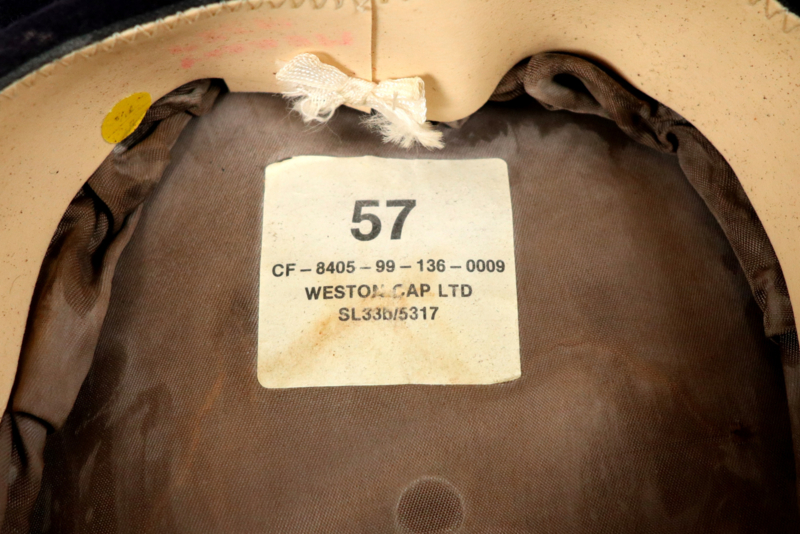 57
CF – 8405 – 99 – 136 – 0009
WESTON CAP LTD
SL33b/5317